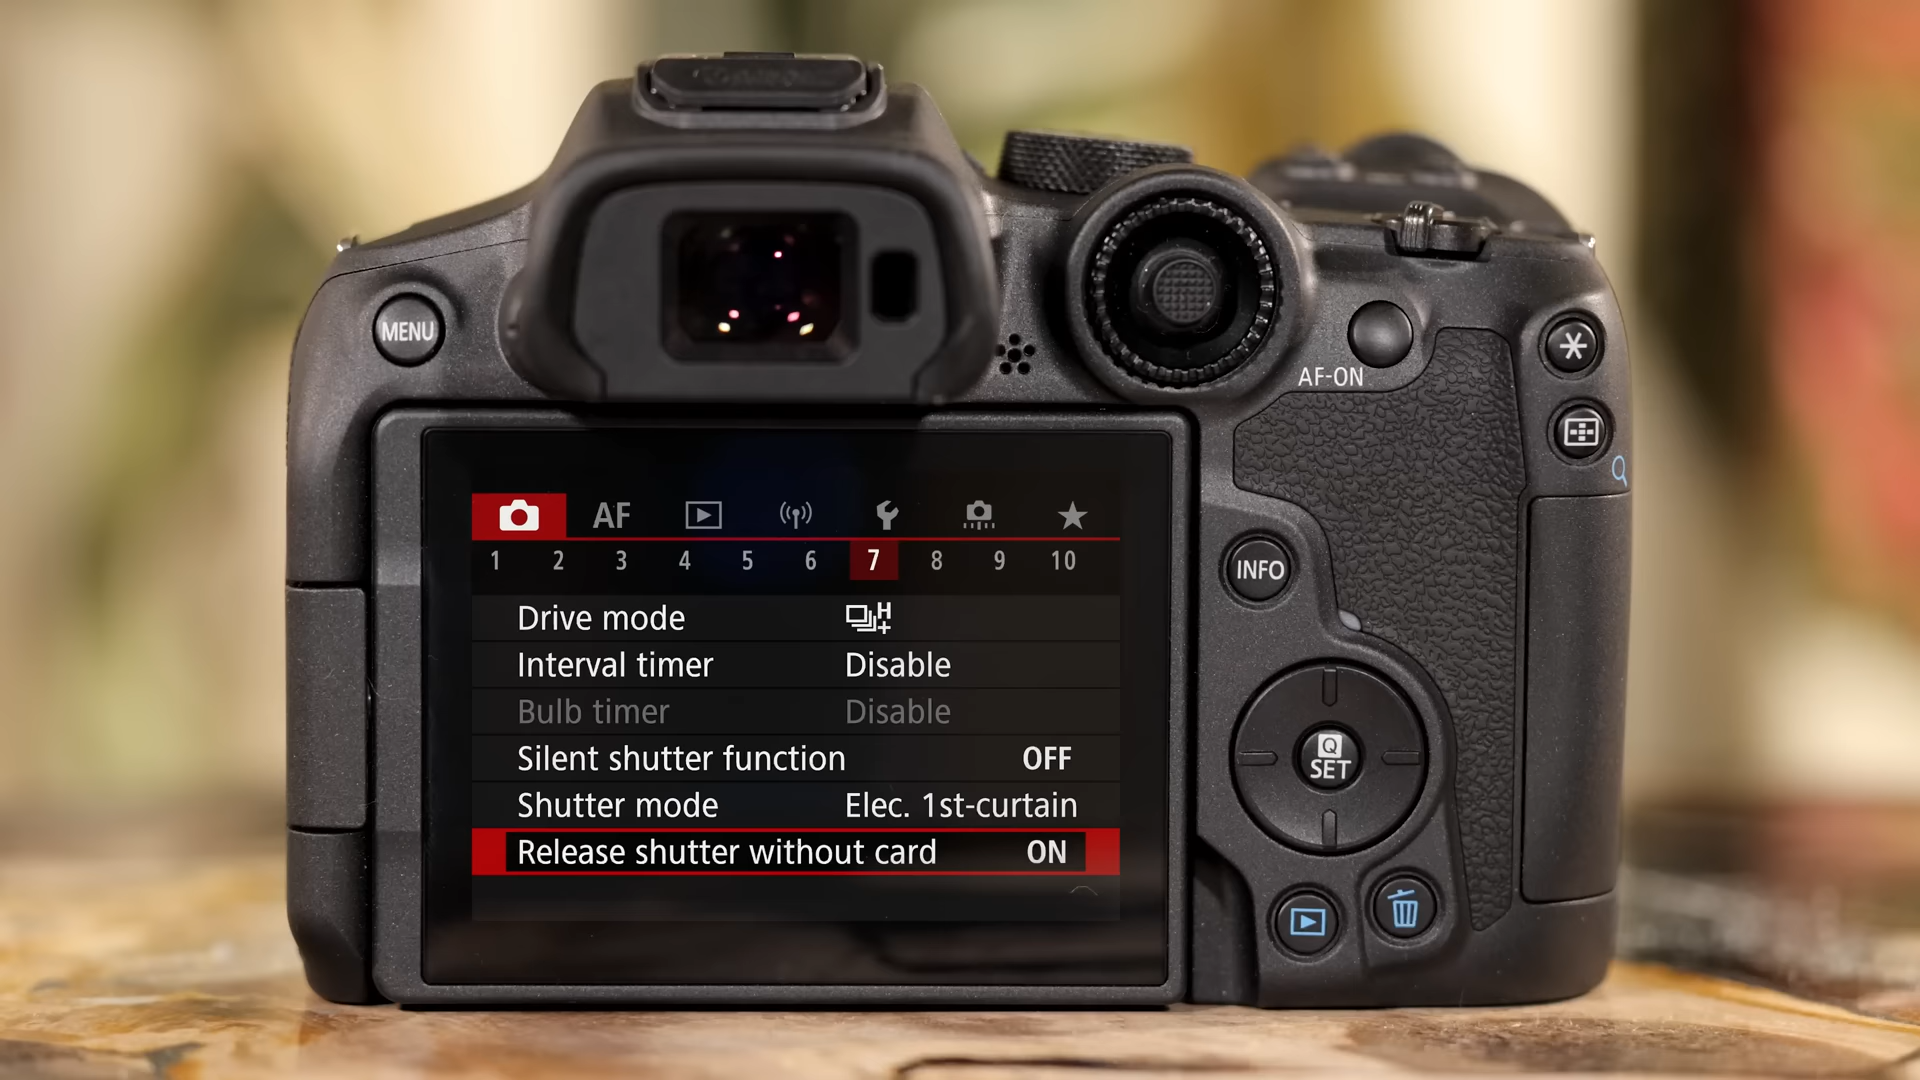 MENU
AF-ON
AF
1 2 3 4 5 6 7 8 9 10
INFO
Drive mode H+
Interval timer Disable
Bulb timer Disable
Silent shutter function OFF
Shutter mode Elec. 1st-curtain
Release shutter without card ON
Q
SET